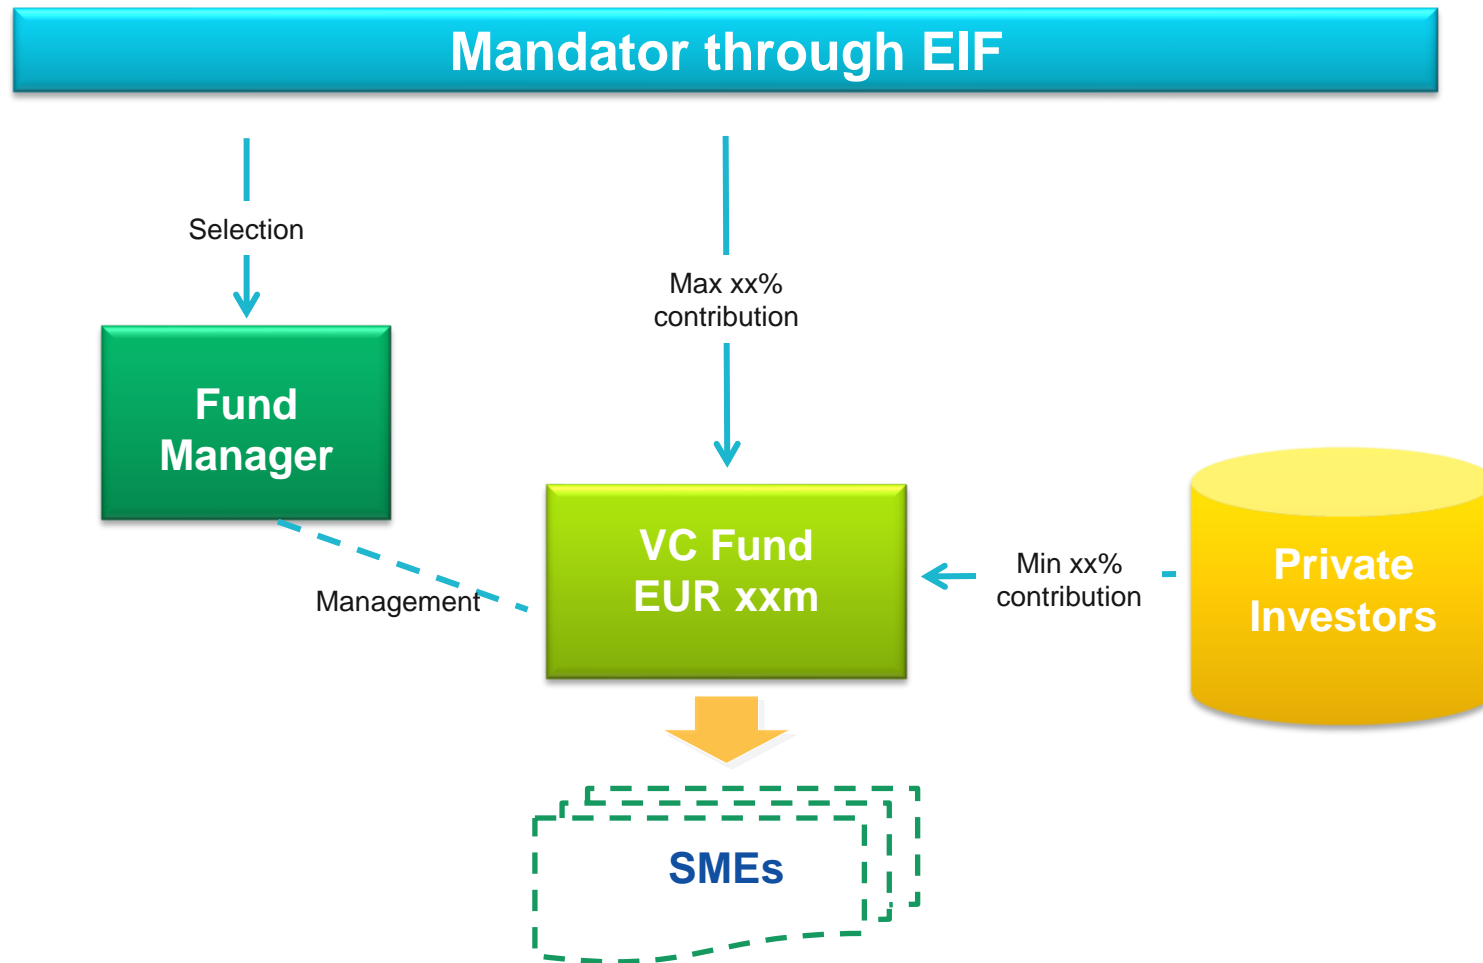 Mandator through EIF
Selection
Max xx%
contribution
Fund
Manager
VC Fund
EUR xxm
Min xx%
contribution
Private
Investors
Management
SMEs